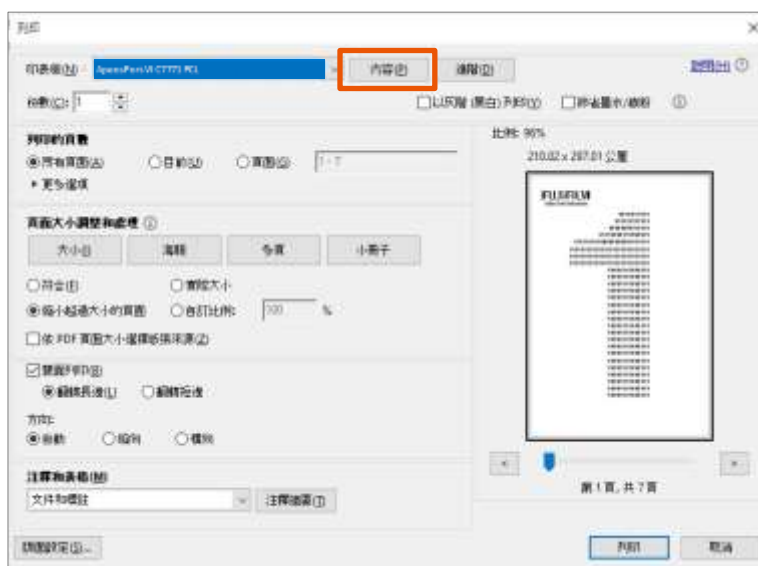 列印
印表機(N): ApeosPort-VI C7771 PCL 內容(P) 進階(D) 說明(H)
份數(C): 1 以灰階 (黑白) 列印(Y) 節省墨水/碳粉
列印的頁數
所有頁面(A) 目前(U) 頁面(G) 1 - 7
更多選項
頁面大小調整和處理
大小(I) 海報 多頁 小冊子
符合(F) 實際大小
縮小超過大小的頁面 自訂比例: 100 %
依 PDF 頁面大小選擇紙張來源(Z)
雙面列印(B)
翻轉長邊(L) 翻轉短邊
方向:
自動 縱向 橫向
注釋和表格(M)
文件和標註 注釋摘要(T)
比例: 96%
210.02 x 297.01 公釐
FUJIFILM
< >
第 1 頁, 共 7 頁
頁面設定(S)... 列印 取消